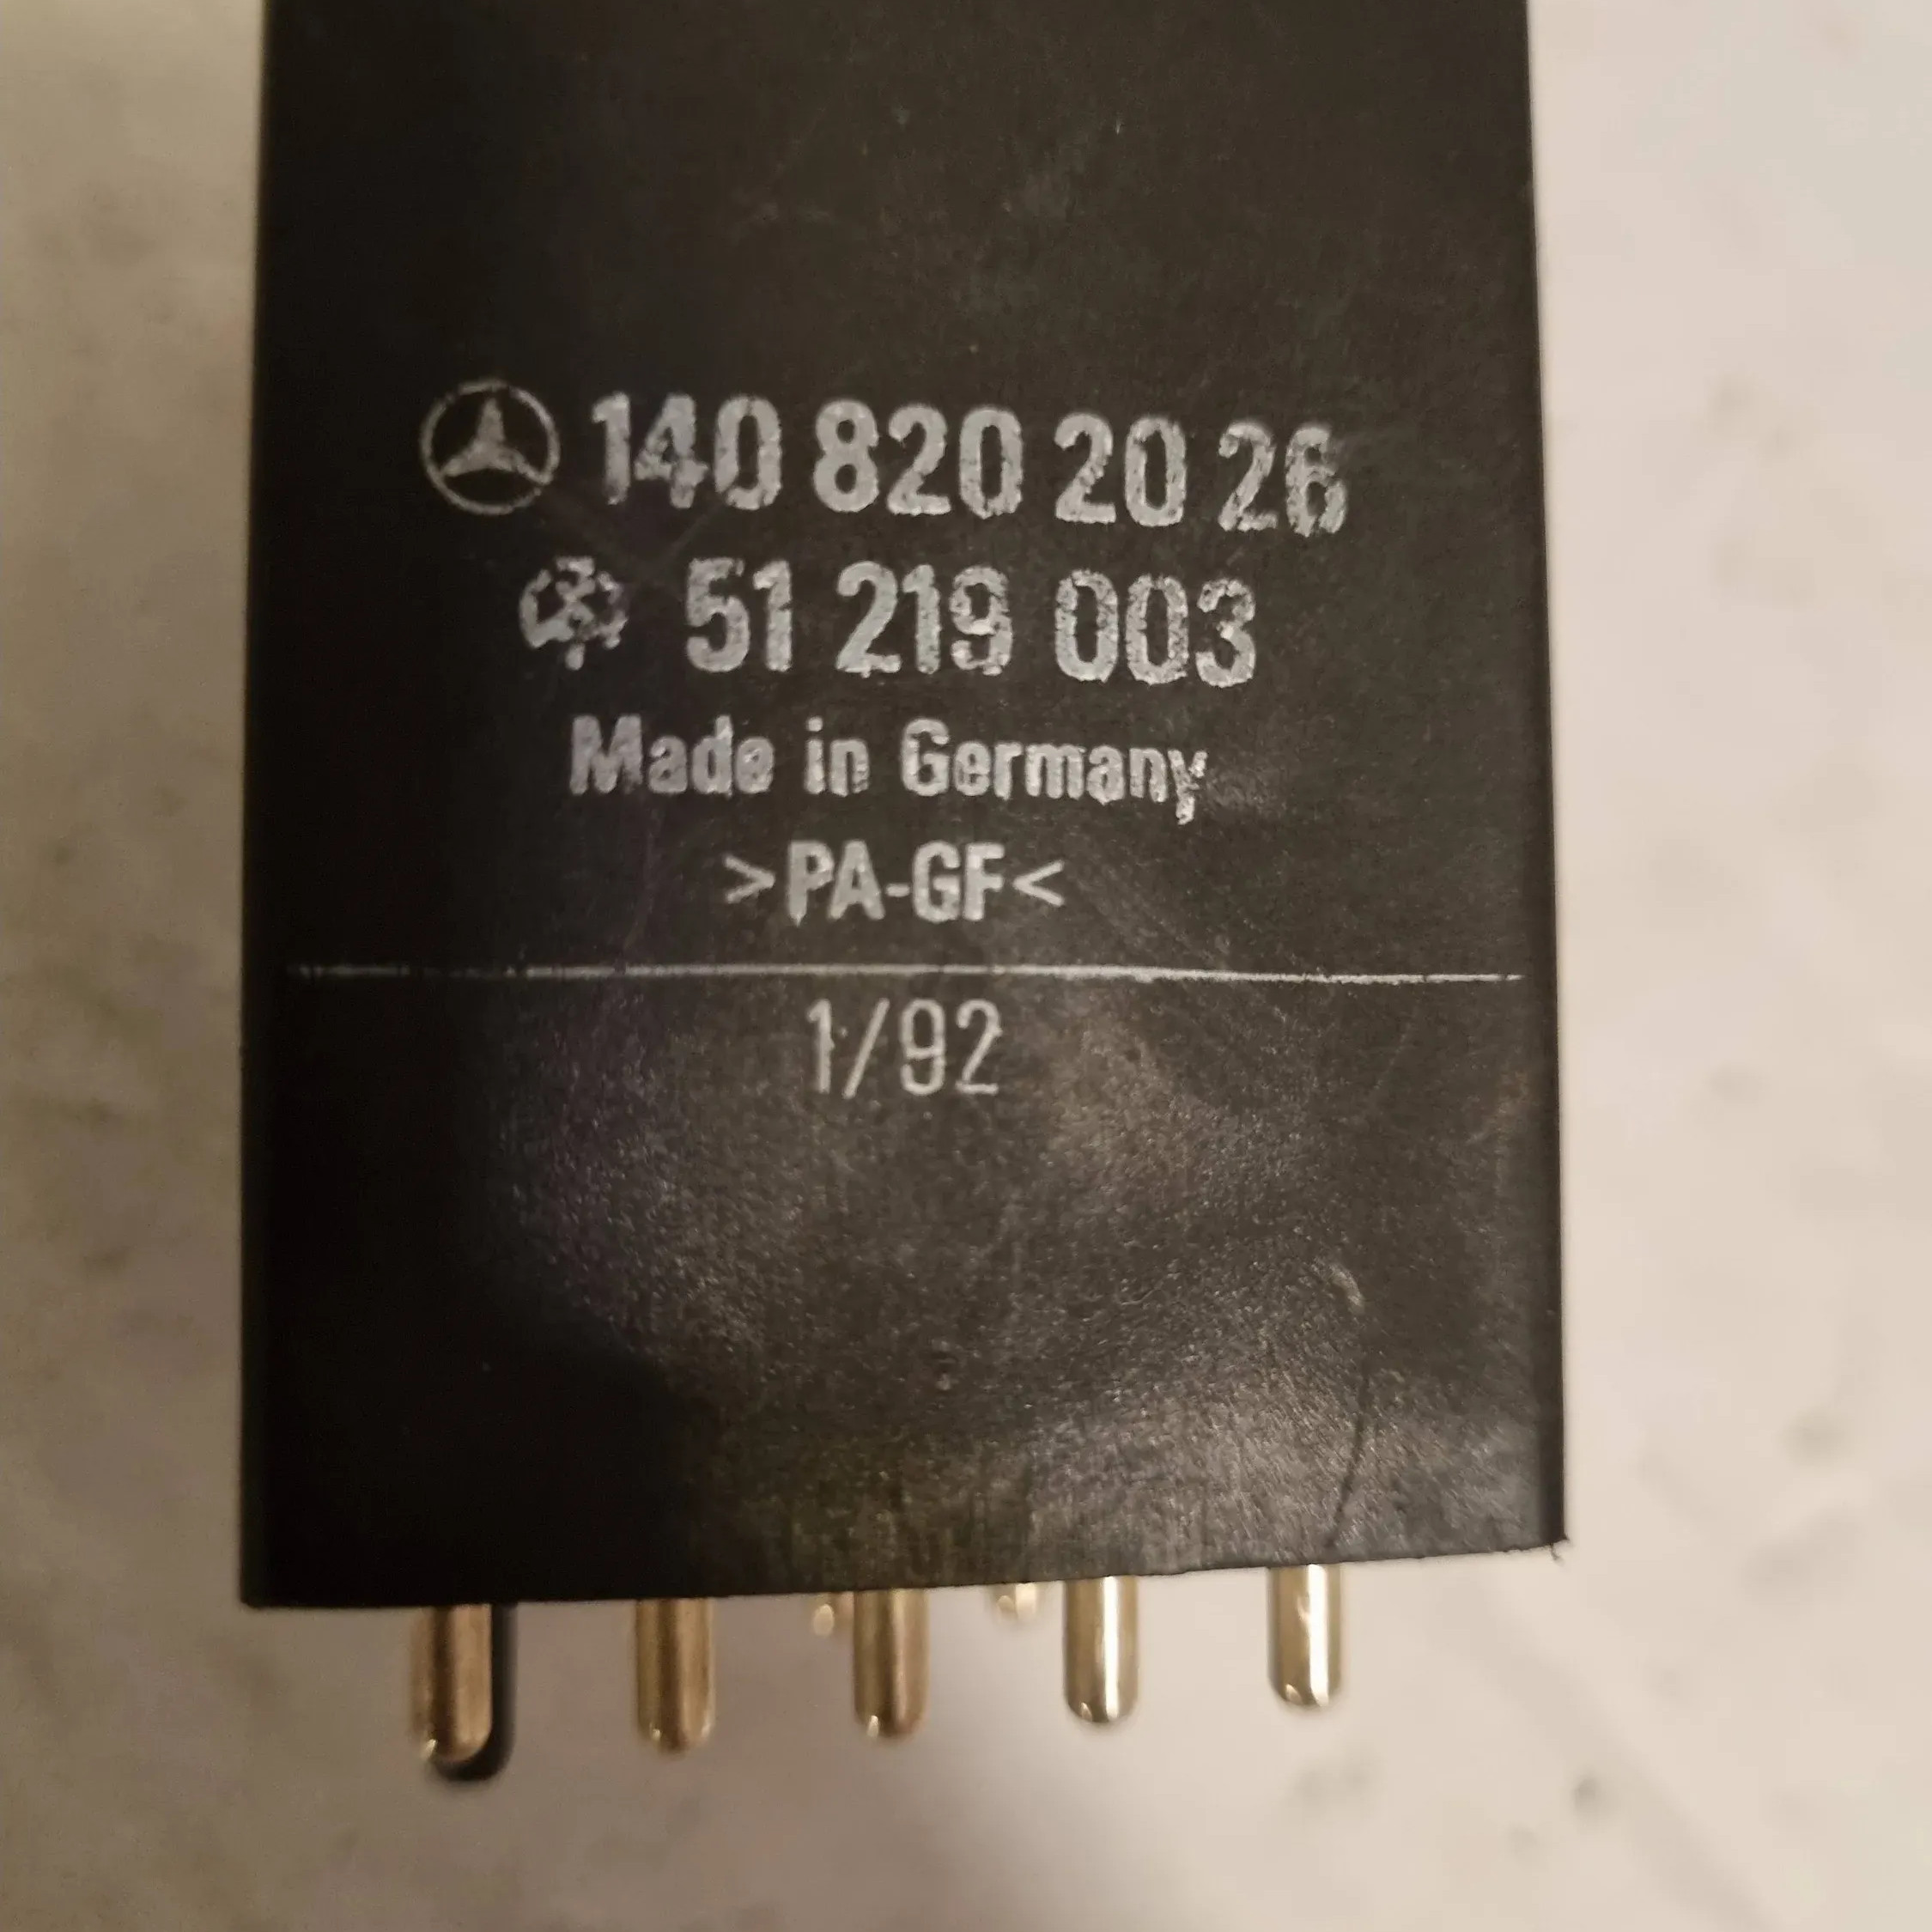 140 820 20 26
51 219 003
Made in Germany
>PA-GF<
1/92